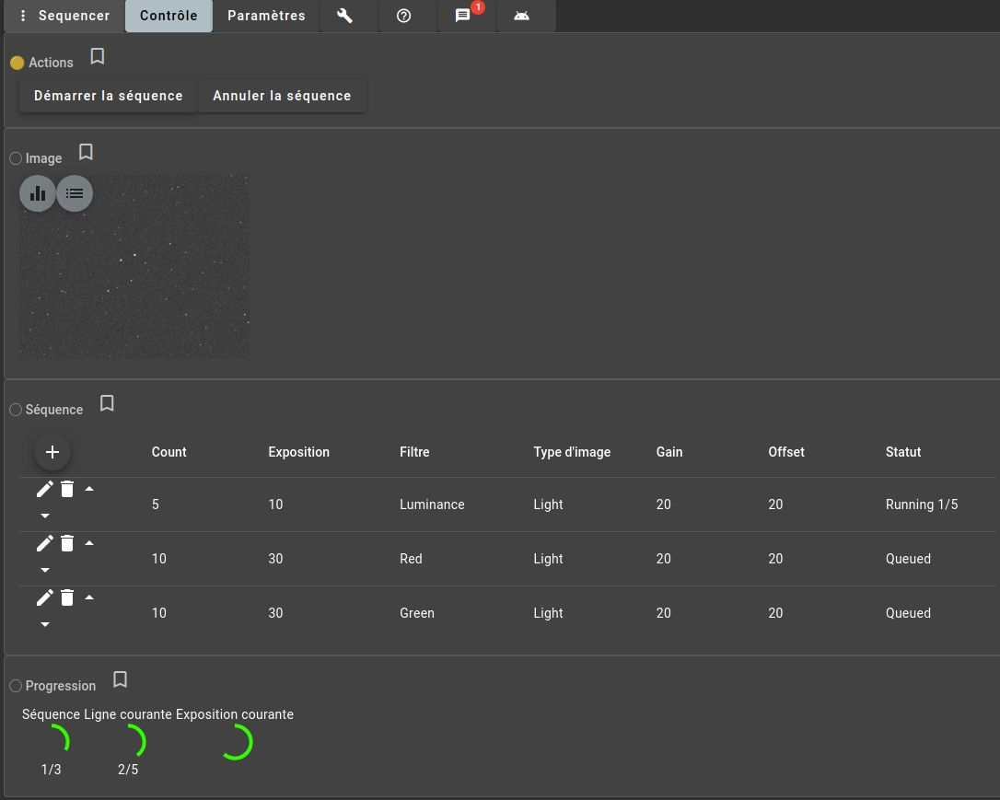 Sequencer Contrôle Paramètres 1
Actions
Démarrer la séquence Annuler la séquence
Image
Séquence
Count Exposition Filtre Type d'image Gain Offset Statut
5 10 Luminance Light 20 20 Running 1/5
10 30 Red Light 20 20 Queued
10 30 Green Light 20 20 Queued
Progression
Séquence Ligne courante Exposition courante
1/3 2/5